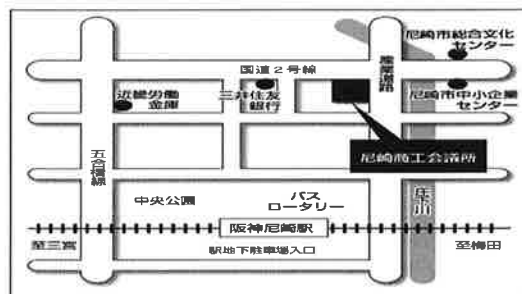 尼崎市総合文化
センター
国道2号線
産業道路
近畿労働
金庫
三井住友
銀行
尼崎市中小企業
センター
尼崎商工会議所
五合橋線
中央公園
バス
ロータリー
庄下川
阪神尼崎駅
至三宮
至梅田
駅地下駐車場入口